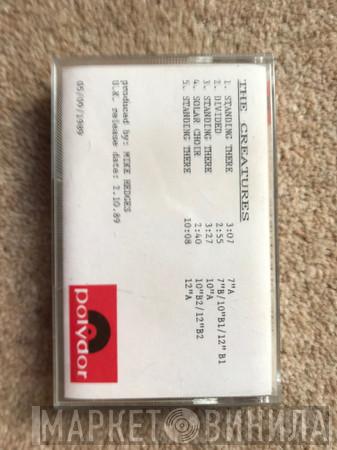 THE CREATURES
1. STANDING THERE 3:07 7"A
2. DIVIDED 2:55 7"B/10"B1/12" B1
3. STANDING THERE 3:27 10"A
4. SOLAR CHOIR 2:40 10"B2/12"B2
5. STANDING THERE 10:08 12"A
produced by: MIKE HEDGES
U.K. release date: 2.10.89
05/09/1989
polydor
МАРКЕТ ВИНИЛА